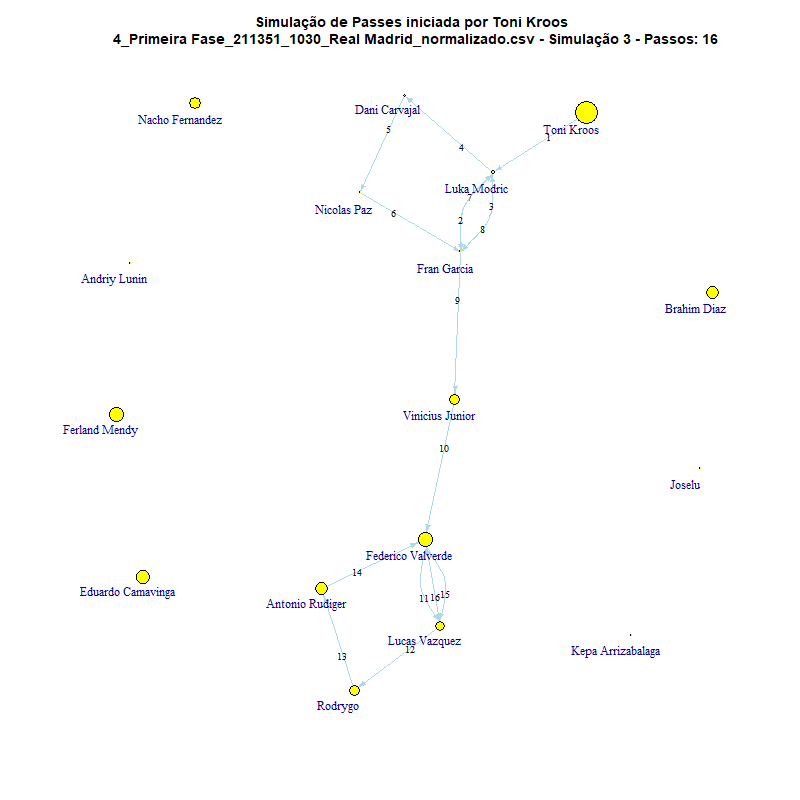 Simulação de Passes iniciada por Toni Kroos
4_Primeira Fase_211351_1030_Real Madrid_normalizado.csv - Simulação 3 - Passos: 16
Dani Carvajal
Nacho Fernandez
Toni Kroos
5
1
4
Luka Modric
7
3
Nicolas Paz
6
2
8
Fran Garcia
Andriy Lunin
9
Brahim Diaz
Vinicius Junior
Ferland Mendy
10
Joselu
Federico Valverde
14
Eduardo Camavinga
Antonio Rudiger
11
16
15
Lucas Vazquez
12
Kepa Arrizabalaga
13
Rodrygo